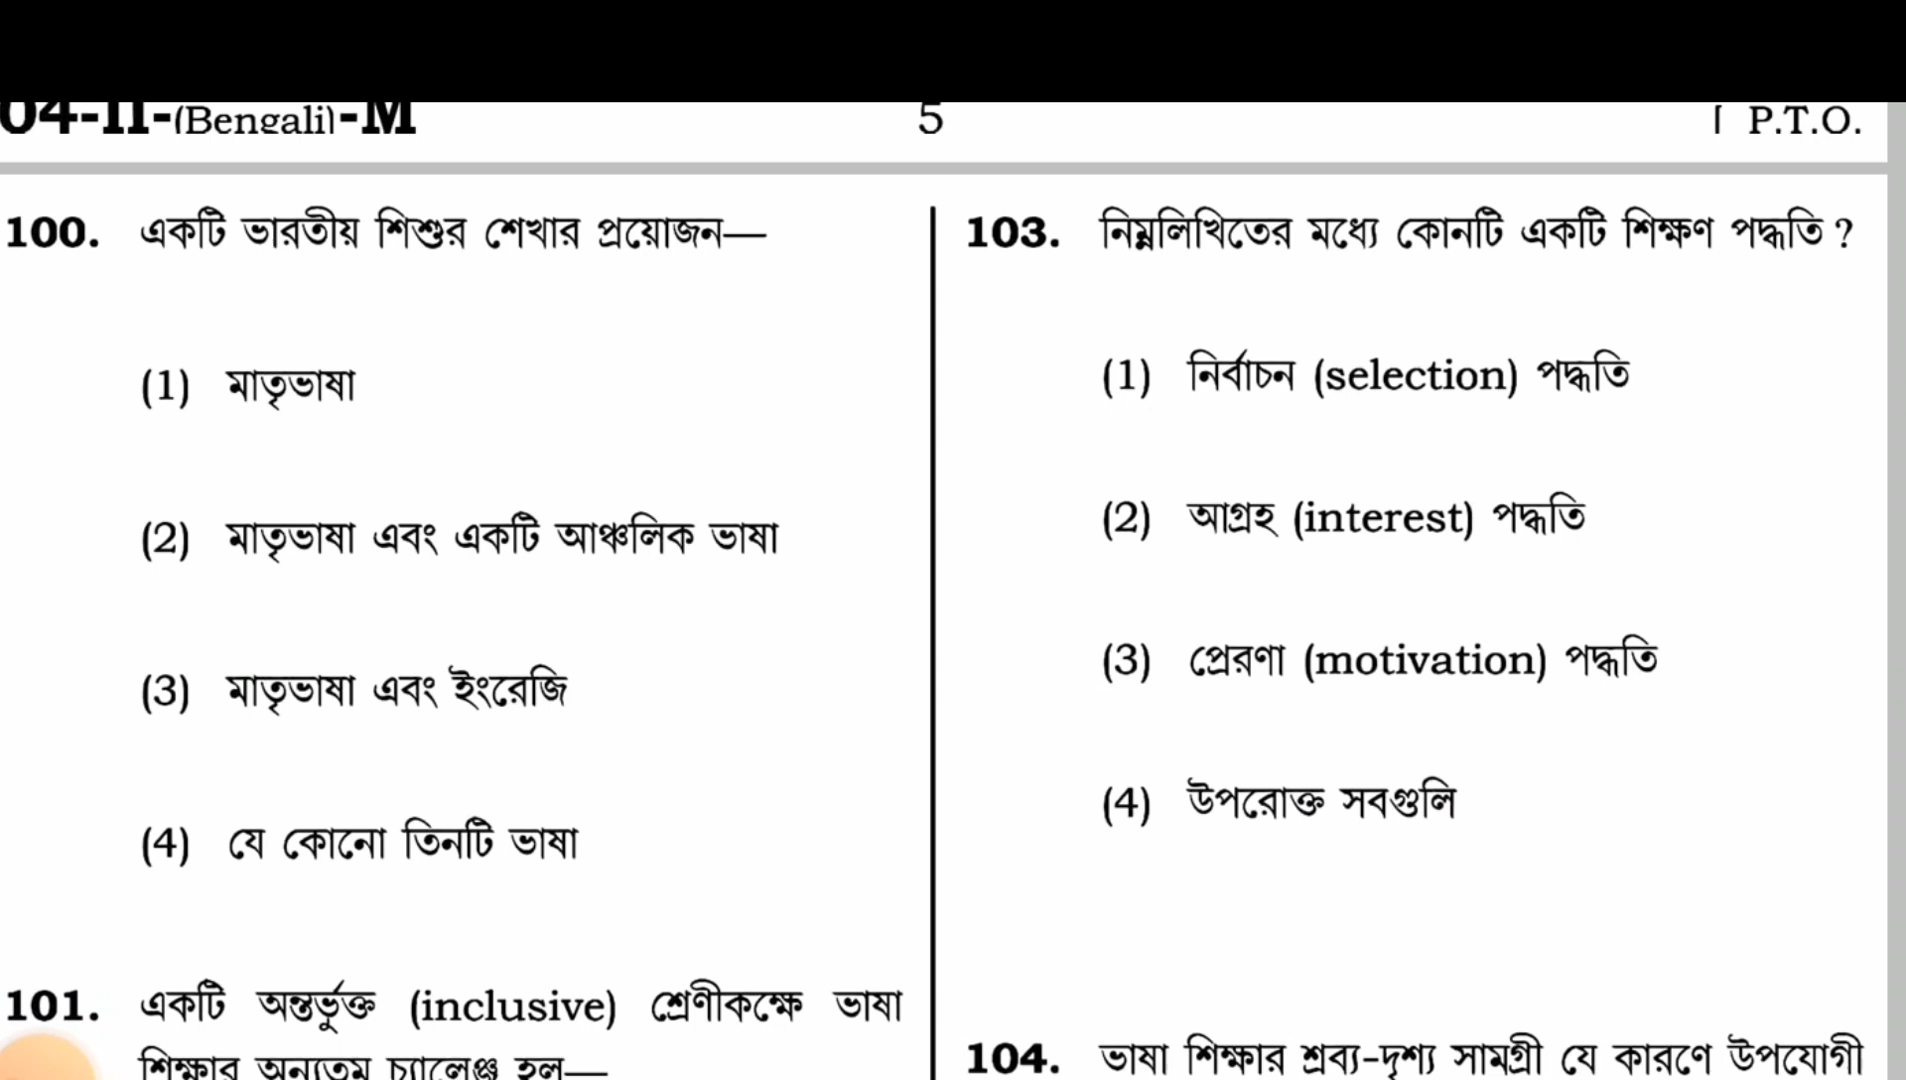 04-II-(Bengali)-M 5 [ P.T.O.
100. একটি ভারতীয় শিশুর শেখার প্রয়োজন—
(1) মাতৃভাষা
(2) মাতৃভাষা এবং একটি আঞ্চলিক ভাষা
(3) মাতৃভাষা এবং ইংরেজি
(4) যে কোনো তিনটি ভাষা
101. একটি অন্তর্ভুক্ত (inclusive) শ্রেণীকক্ষে ভাষা
শিক্ষার অন্যতম চ্যালেঞ্জ হল—
103. নিম্নলিখিতের মধ্যে কোনটি একটি শিক্ষণ পদ্ধতি ?
(1) নির্বাচন (selection) পদ্ধতি
(2) আগ্রহ (interest) পদ্ধতি
(3) প্রেরণা (motivation) পদ্ধতি
(4) উপরোক্ত সবগুলি
104. ভাষা শিক্ষার শ্রব্য-দৃশ্য সামগ্রী যে কারণে উপযোগী